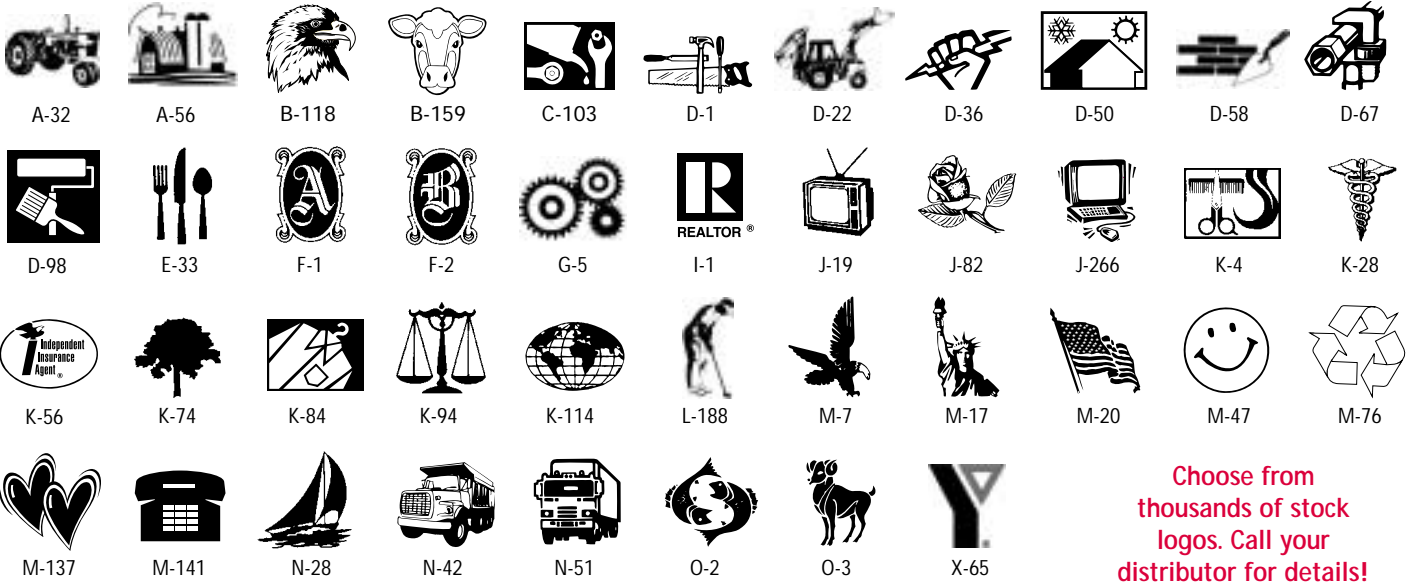 A-32 A-56 B-118 B-159 C-103 D-1 D-22 D-36 D-50 D-58 D-67
A B R
REALTOR ®
D-98 E-33 F-1 F-2 G-5 I-1 J-19 J-82 J-266 K-4 K-28
Independent
Insurance
Agent ®
K-56 K-74 K-84 K-94 K-114 L-188 M-7 M-17 M-20 M-47 M-76
Y
M-137 M-141 N-28 N-42 N-51 O-2 O-3 X-65
Choose from
thousands of stock
logos. Call your
distributor for details!